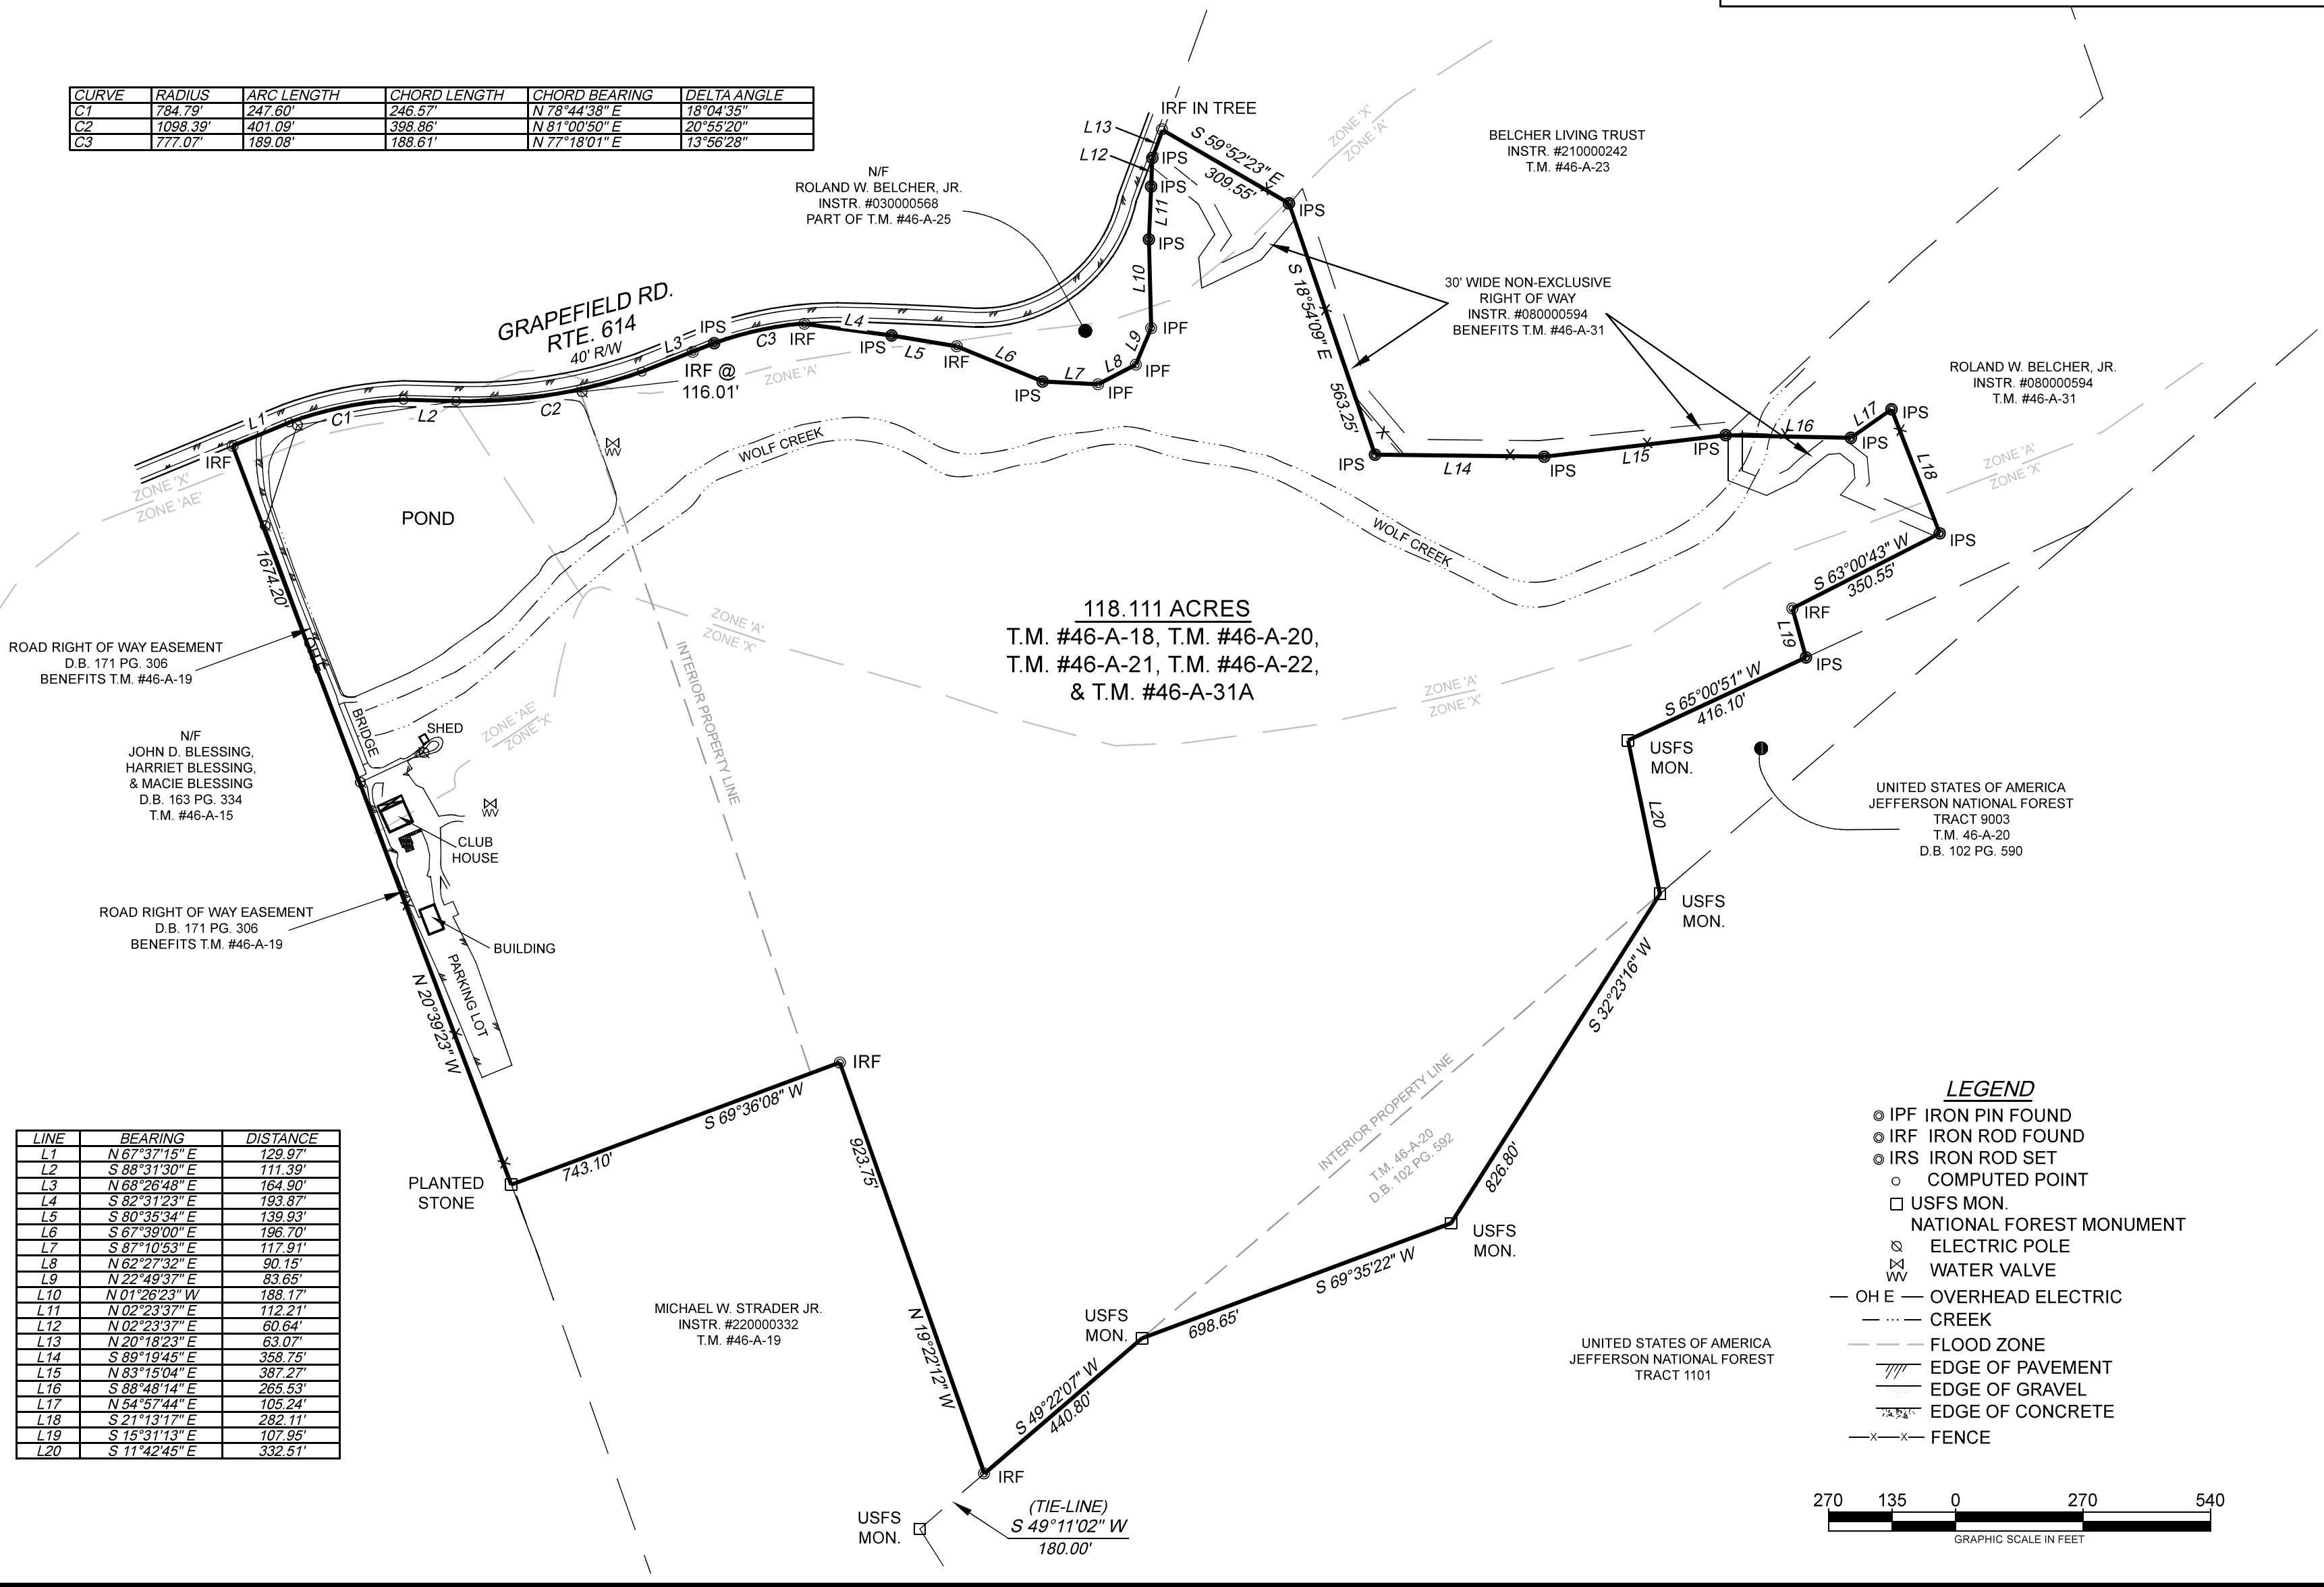 CURVE RADIUS ARC LENGTH CHORD LENGTH CHORD BEARING DELTA ANGLE
C1 784.79' 247.60' 246.57' N 78°44'38" E 18°04'35"
C2 1098.39' 401.09' 398.86' N 81°00'50" E 20°55'20"
C3 777.07' 189.08' 188.61' N 77°18'01" E 13°56'28"
IRF IN TREE
L13
L12
IPS
IPS
L11
IPS
L10
S 59°52'23" E
309.55'
IPS
ZONE 'X'
ZONE 'A'
BELCHER LIVING TRUST
INSTR. #210000242
T.M. #46-A-23
N/F
ROLAND W. BELCHER, JR.
INSTR. #030000568
PART OF T.M. #46-A-25
GRAPEFIELD RD.
RTE. 614
40' R/W
S 18°54'09" E
563.25'
30' WIDE NON-EXCLUSIVE
RIGHT OF WAY
INSTR. #080000594
BENEFITS T.M. #46-A-31
ROLAND W. BELCHER, JR.
INSTR. #080000594
T.M. #46-A-31
L1
C1
L2
C2
L3
IPS
C3
IRF
L4
IPS
L5
IRF
L6
IPS
L7
IPF
L8
IPF
L9
IPF
IRF @
116.01'
ZONE 'A'
IRF
ZONE 'X'
ZONE 'AE'
POND
WOLF CREEK
WOLF CREEK
IPS
L14
IPS
L15
IPS
L16
IPS
L17
IPS
L18
IPS
ZONE 'A'
ZONE 'X'
S 63°00'43" W
350.55'
IRF
L19
IPS
S 65°00'51" W
416.10'
1674.20'
OH E
ROAD RIGHT OF WAY EASEMENT
D.B. 171 PG. 306
BENEFITS T.M. #46-A-19
ZONE 'A'
ZONE 'X'
118.111 ACRES
T.M. #46-A-18, T.M. #46-A-20,
T.M. #46-A-21, T.M. #46-A-22,
& T.M. #46-A-31A
INTERIOR PROPERTY LINE
ZONE 'A'
ZONE 'X'
ZONE 'AE'
ZONE 'X'
BRIDGE
SHED
N/F
JOHN D. BLESSING,
HARRIET BLESSING,
& MACIE BLESSING
D.B. 163 PG. 334
T.M. #46-A-15
USFS
MON.
L20
USFS
MON.
UNITED STATES OF AMERICA
JEFFERSON NATIONAL FOREST
TRACT 9003
T.M. 46-A-20
D.B. 102 PG. 590
CLUB
HOUSE
ROAD RIGHT OF WAY EASEMENT
D.B. 171 PG. 306
BENEFITS T.M. #46-A-19
BUILDING
PARKING LOT
N 20°39'23" W
S 32°23'16" W
826.80'
IRF
S 69°36'08" W
743.10'
PLANTED
STONE
923.75'
N 19°22'12" W
INTERIOR PROPERTY LINE
T.M. 46-A-20
D.B. 102 PG. 592
USFS
MON.
S 69°35'22" W
698.65'
USFS
MON.
S 49°22'07" W
440.80'
IRF
MICHAEL W. STRADER JR.
INSTR. #220000332
T.M. #46-A-19
UNITED STATES OF AMERICA
JEFFERSON NATIONAL FOREST
TRACT 1101
USFS
MON.
(TIE-LINE)
S 49°11'02" W
180.00'
LINE BEARING DISTANCE
L1 N 67°37'15" E 129.97'
L2 S 88°31'30" E 111.39'
L3 N 68°26'48" E 164.90'
L4 S 82°31'23" E 193.87'
L5 S 80°35'34" E 139.93'
L6 S 67°39'00" E 196.70'
L7 S 87°10'53" E 117.91'
L8 N 62°27'32" E 90.15'
L9 N 22°49'37" E 83.65'
L10 N 01°26'23" W 188.17'
L11 N 02°23'37" E 112.21'
L12 N 02°23'37" E 60.64'
L13 N 20°18'23" E 63.07'
L14 S 89°19'45" E 358.75'
L15 N 83°15'04" E 387.27'
L16 S 88°48'14" E 265.53'
L17 N 54°57'44" E 105.24'
L18 S 21°13'17" E 282.11'
L19 S 15°31'13" E 107.95'
L20 S 11°42'45" E 332.51'
LEGEND
IPF IRON PIN FOUND
IRF IRON ROD FOUND
IRS IRON ROD SET
COMPUTED POINT
USFS MON.
NATIONAL FOREST MONUMENT
ELECTRIC POLE
WV WATER VALVE
OH E OVERHEAD ELECTRIC
CREEK
FLOOD ZONE
EDGE OF PAVEMENT
EDGE OF GRAVEL
EDGE OF CONCRETE
X X FENCE
270 135 0 270 540
GRAPHIC SCALE IN FEET